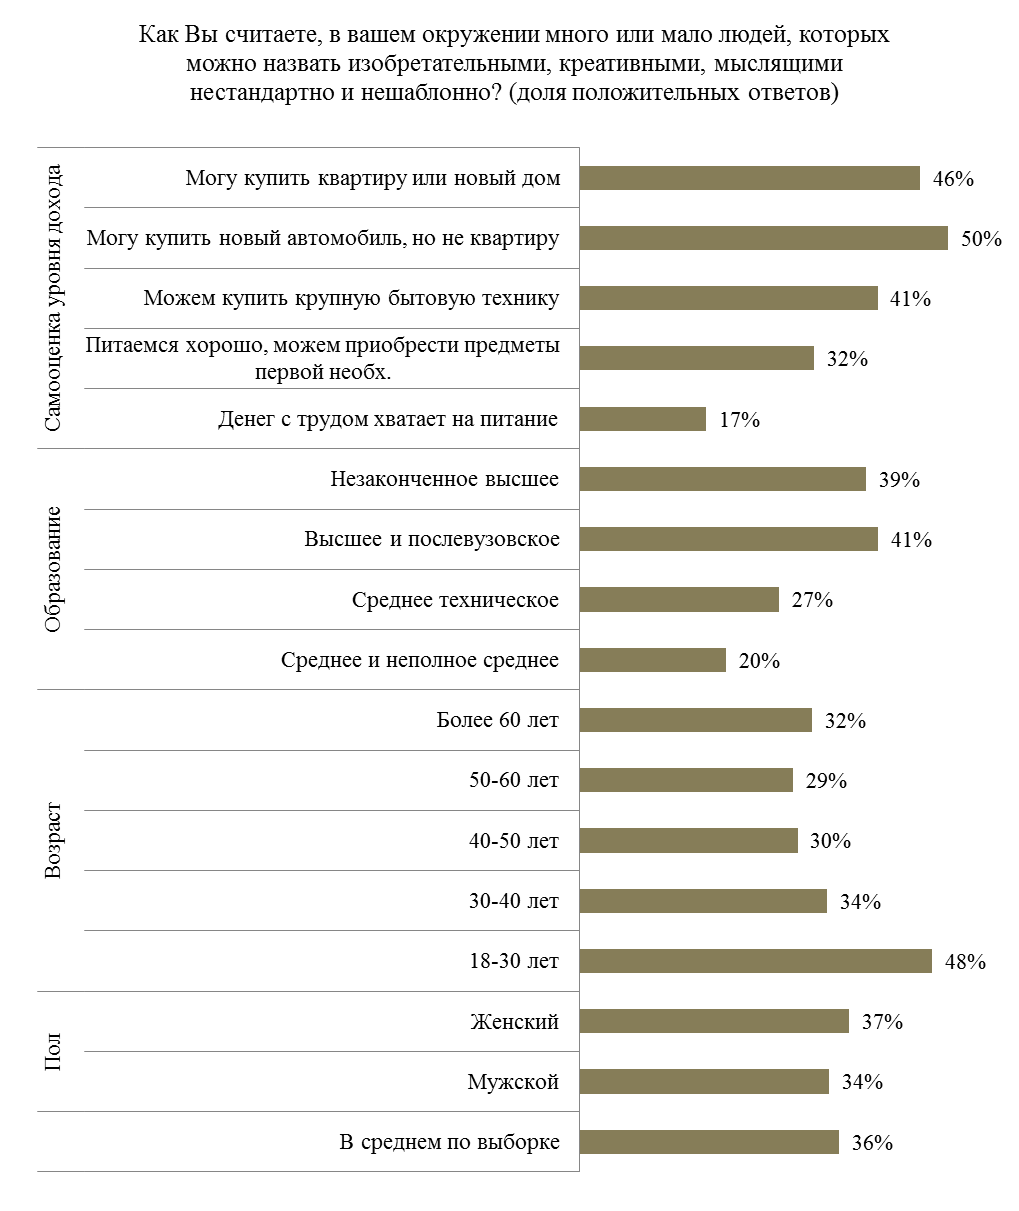 Как Вы считаете, в вашем окружении много или мало людей, которых
можно назвать изобретательными, креативными, мыслящими
нестандартно и нешаблонно? (доля положительных ответов)
Самооценка уровня дохода
Могу купить квартиру или новый дом 46%
Могу купить новый автомобиль, но не квартиру 50%
Можем купить крупную бытовую технику 41%
Питаемся хорошо, можем приобрести предметы
первой необх. 32%
Денег с трудом хватает на питание 17%
Образование
Незаконченное высшее 39%
Высшее и послевузовское 41%
Среднее техническое 27%
Среднее и неполное среднее 20%
Возраст
Более 60 лет 32%
50-60 лет 29%
40-50 лет 30%
30-40 лет 34%
18-30 лет 48%
Пол
Женский 37%
Мужской 34%
В среднем по выборке 36%